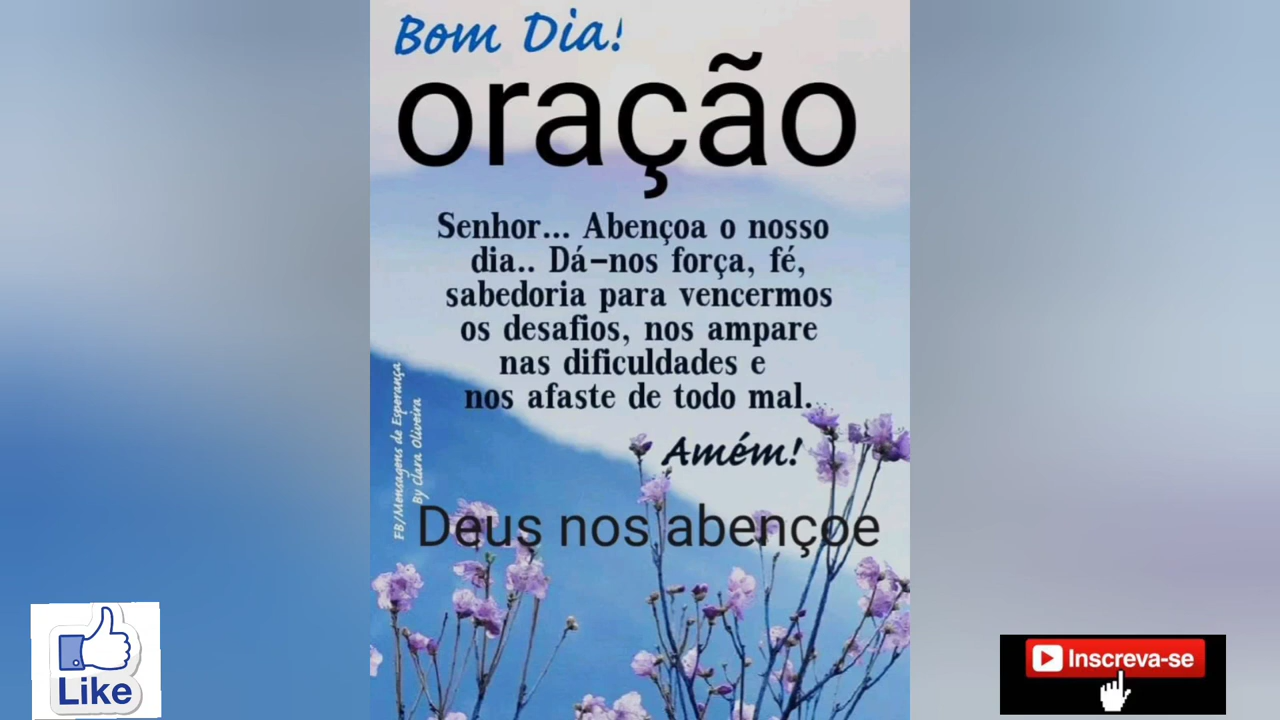 Bom Dia!
oração
Senhor... Abençoa o nosso
dia.. Dá-nos força, fé,
sabedoria para vencermos
os desafios, nos ampare
nas dificuldades e
nos afaste de todo mal.
Amém!
FB/Mensagens de Esperança
By Clara Oliveira
Deus nos abençoe
Like
Inscreva-se